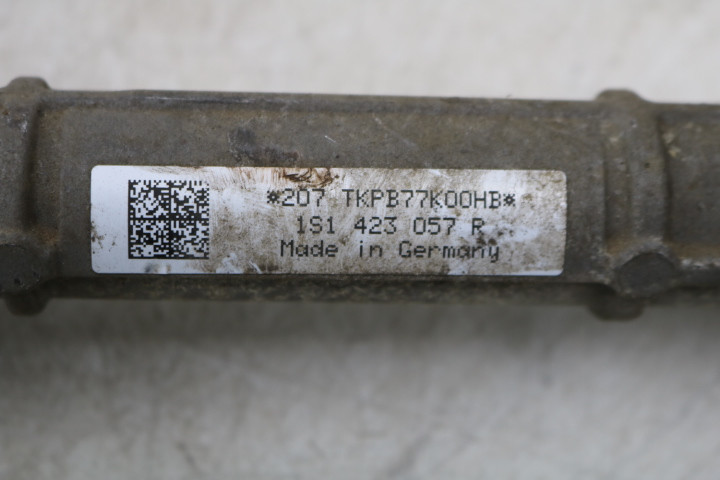 *207 TKPB77K00HB*
1S1 423 057 R
Made in Germany